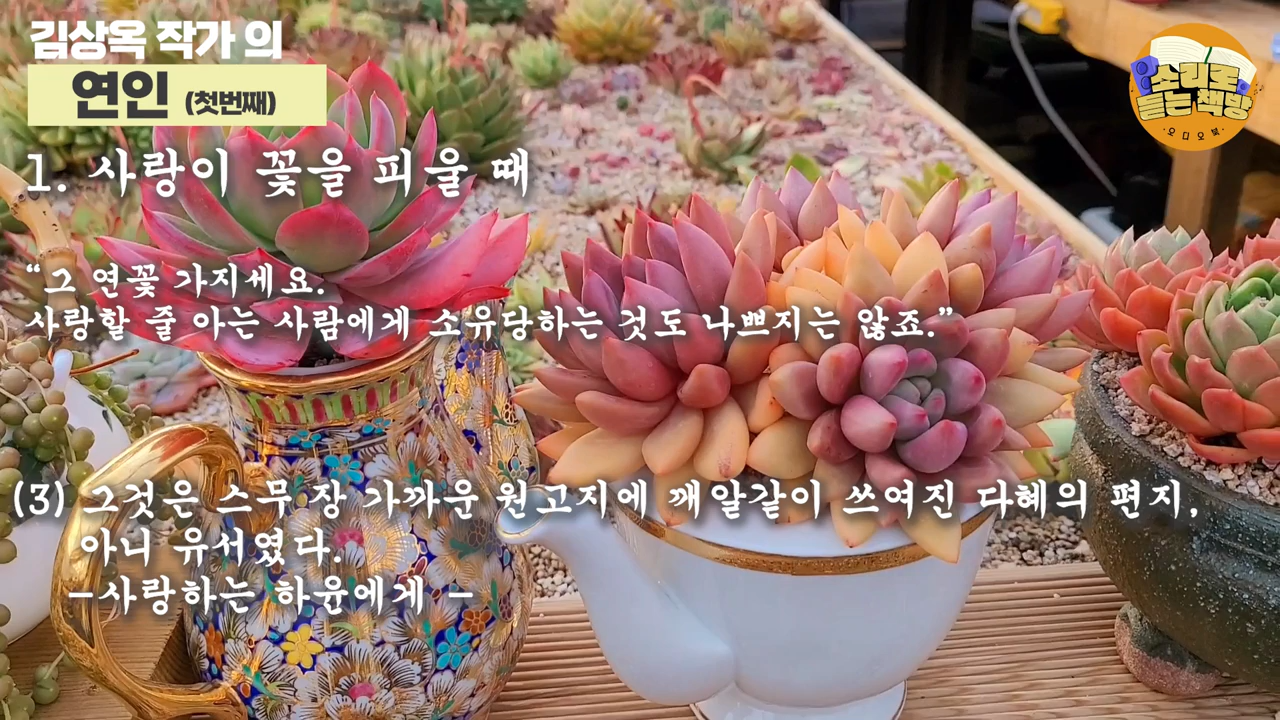 김상옥 작가 의
연인 (첫번째)
소리로
듣는 책방
·오디오북·
1. 사랑이 꽃을 피울 때
“그 연꽃 가지세요.
사랑할 줄 아는 사람에게 소유당하는 것도 나쁘지는 않죠.”
(3) 그것은 스무 장 가까운 원고지에 깨알같이 쓰여진 다혜의 편지,
아니 유서였다.
–사랑하는 하윤에게 –